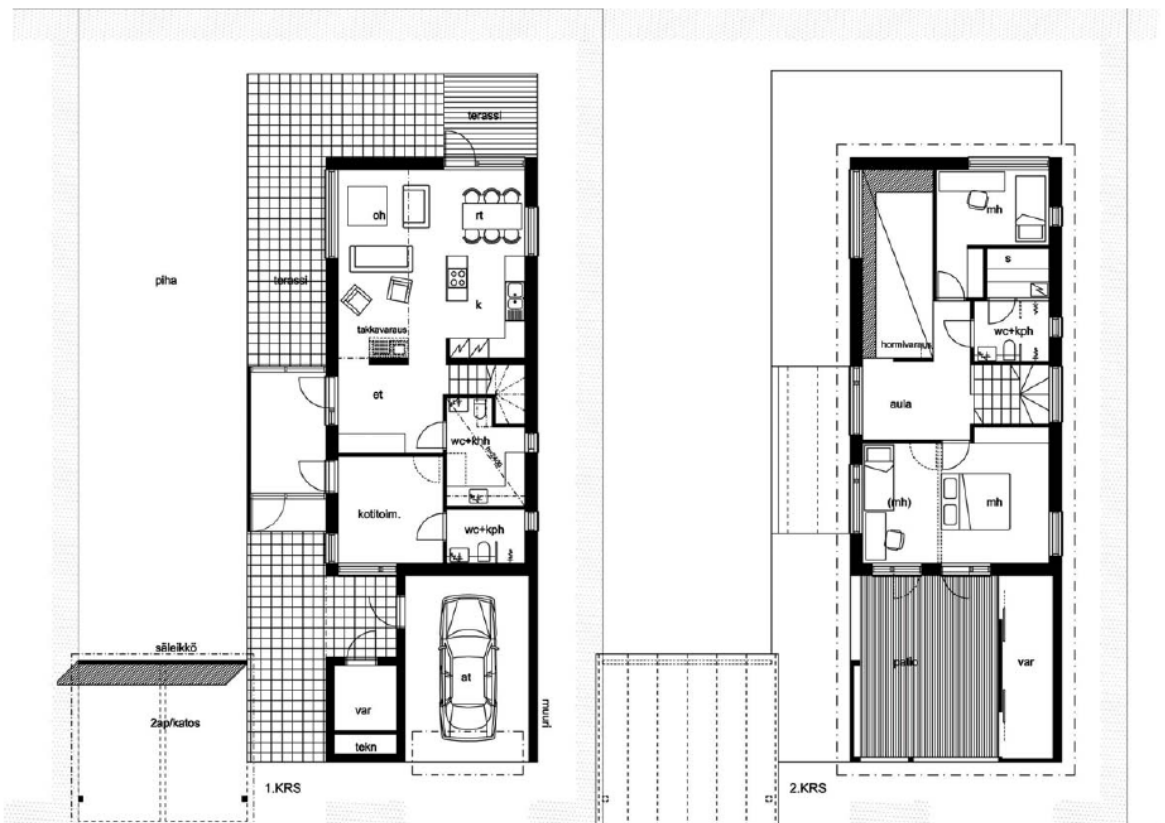 terassi
oh
rt
piha
terassi
k
takkavaraus
et
wc+khh
kotitoim.
wc+kph
säleikkö
at
muuri
var
2ap/katos
tekn
1.KRS
mh
s
wc+kph
hormivaraus
aula
(mh)
mh
patio
var
2.KRS